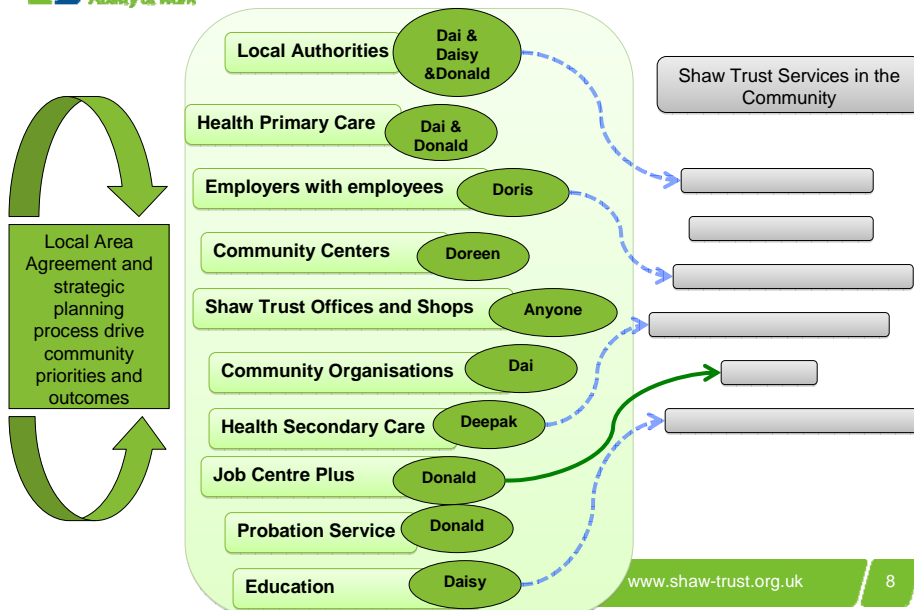 Ability at Work
Local Authorities
Dai &
Daisy
&Donald
Shaw Trust Services in the
Community
Health Primary Care
Dai &
Donald
Employers with employees
Doris
Local Area
Agreement and
strategic
planning
process drive
community
priorities and
outcomes
Community Centers
Doreen
Shaw Trust Offices and Shops
Anyone
Community Organisations
Dai
Health Secondary Care
Deepak
Job Centre Plus
Donald
Probation Service
Donald
Education
Daisy
www.shaw-trust.org.uk
8